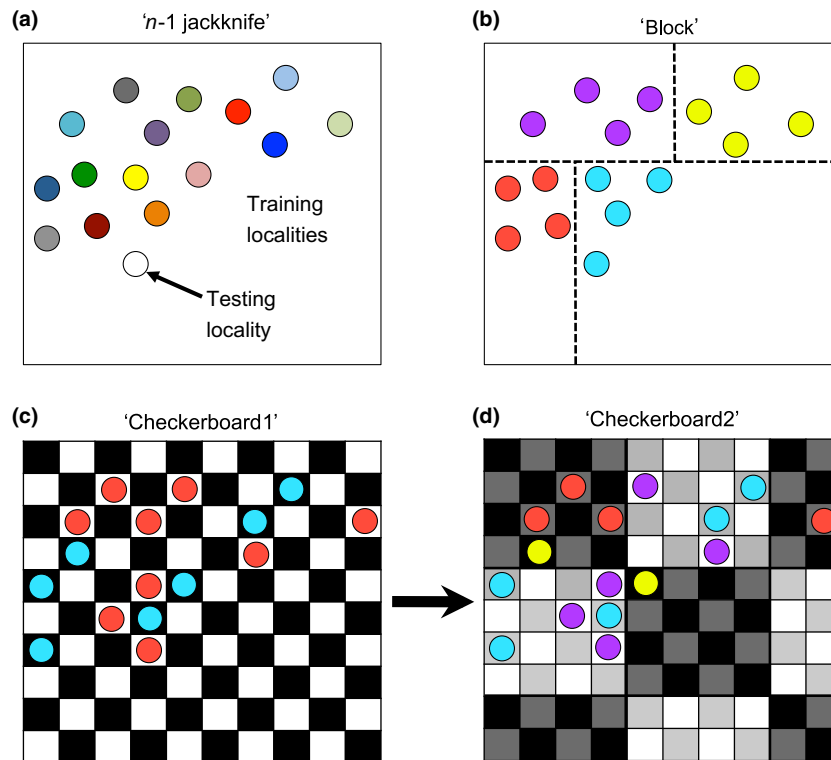 (a)
‘n-1 jackknife’
(b)
‘Block’
Training
localities
Testing
locality
(c)
‘Checkerboard1’
(d)
‘Checkerboard2’